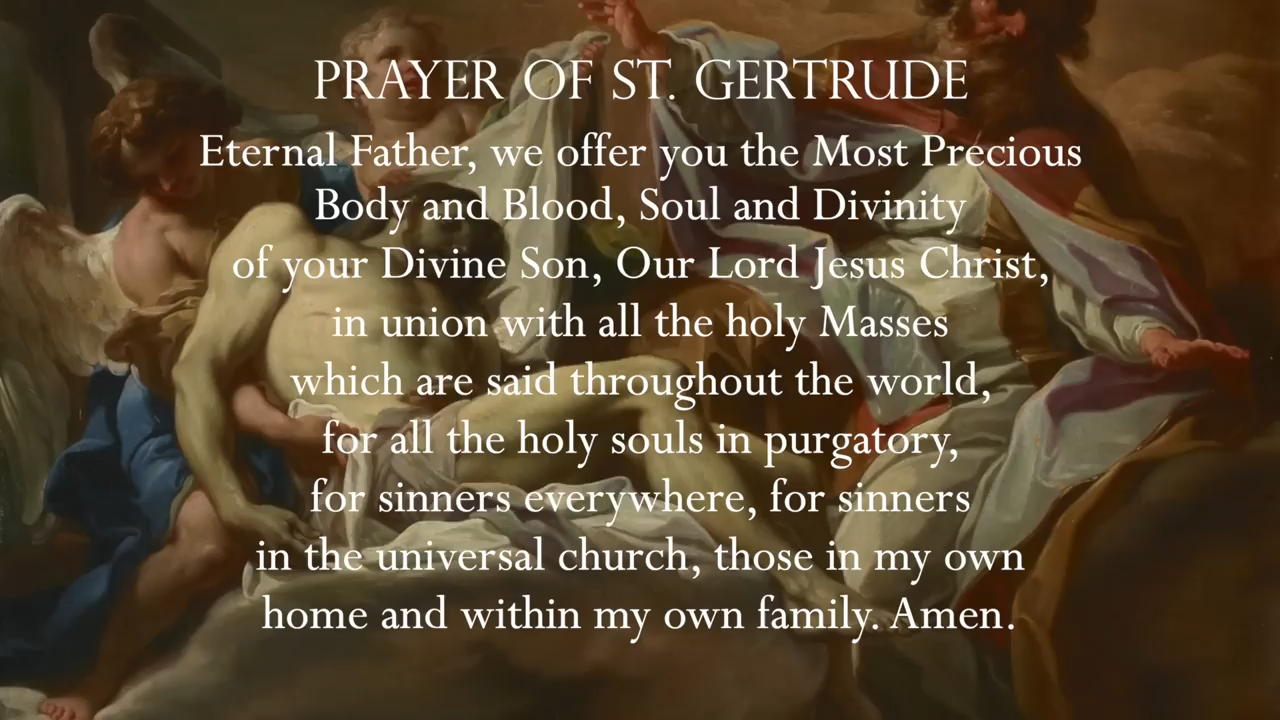 PRAYER OF ST. GERTRUDE
Eternal Father, we offer you the Most Precious
Body and Blood, Soul and Divinity
of your Divine Son, Our Lord Jesus Christ,
in union with all the holy Masses
which are said throughout the world,
for all the holy souls in purgatory,
for sinners everywhere, for sinners
in the universal church, those in my own
home and within my own family. Amen.